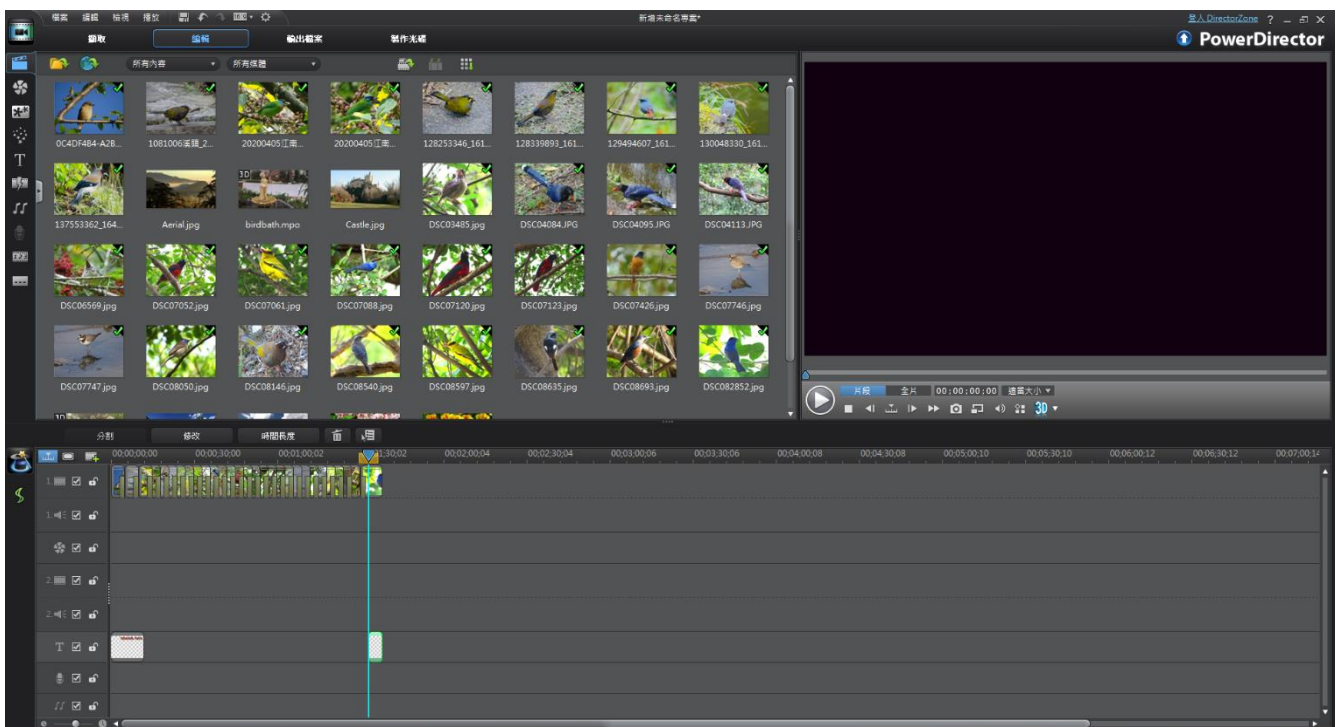 檔案 編輯 檢視 播放 新增未命名專案* 登入 DirectorZone ?
擷取 編輯 輸出檔案 製作光碟 PowerDirector
所有內容 所有媒體
0C4DF4B4-A2B... 1081006溪頭_2... 20200405江南... 20200405江南... 128253346_161... 128339893_161... 129494607_161... 130048330_161...
3D
137553362_164... Aerial.jpg birdbath.mpo Castle.jpg DSC03485.jpg DSC04084.JPG DSC04095.JPG DSC04113.JPG
DSC06569.jpg DSC07052.jpg DSC07061.jpg DSC07088.jpg DSC07120.jpg DSC07123.jpg DSC07426.jpg DSC07746.jpg
DSC07747.jpg DSC08050.jpg DSC08146.jpg DSC08540.jpg DSC08597.jpg DSC08635.jpg DSC08693.jpg DSC082852.jpg
3D
片段 全片 00;00;00;00 適當大小
3D
分割 修改 時間長度
00;00;00;00 00;00;30;00 00;01;00;02 1;30;02 00;02;00;04 00;02;30;04 00;03;00;06 00;03;30;06 00;04;00;08 00;04;30;08 00;05;00;10 00;05;30;10 00;06;00;12 00;06;30;12 00;07;00;14
1.
1.
2.
2.
T